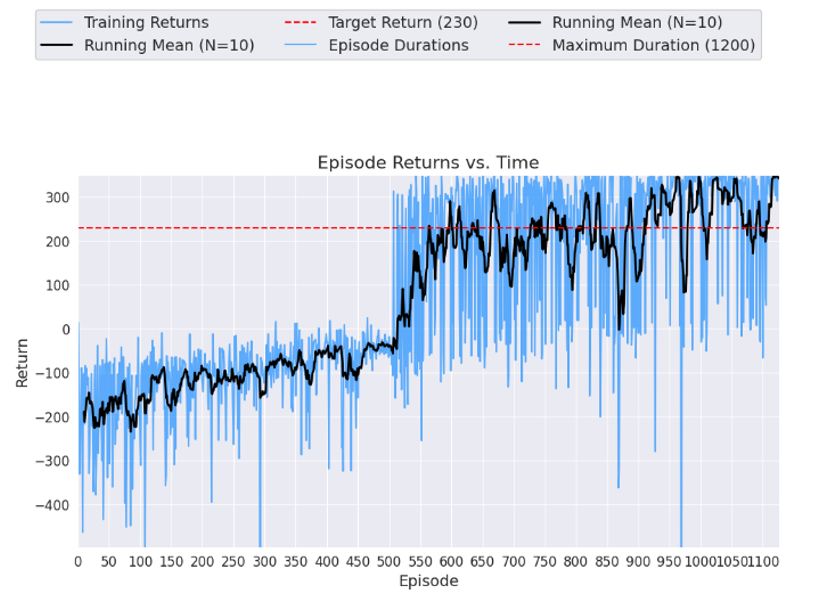 Training Returns Target Return (230) Running Mean (N=10)
Running Mean (N=10) Episode Durations Maximum Duration (1200)
Episode Returns vs. Time
300
200
100
0
−100
−200
−300
−400
Return
0 50 100 150 200 250 300 350 400 450 500 550 600 650 700 750 800 850 900 950 1000 1050 1100
Episode